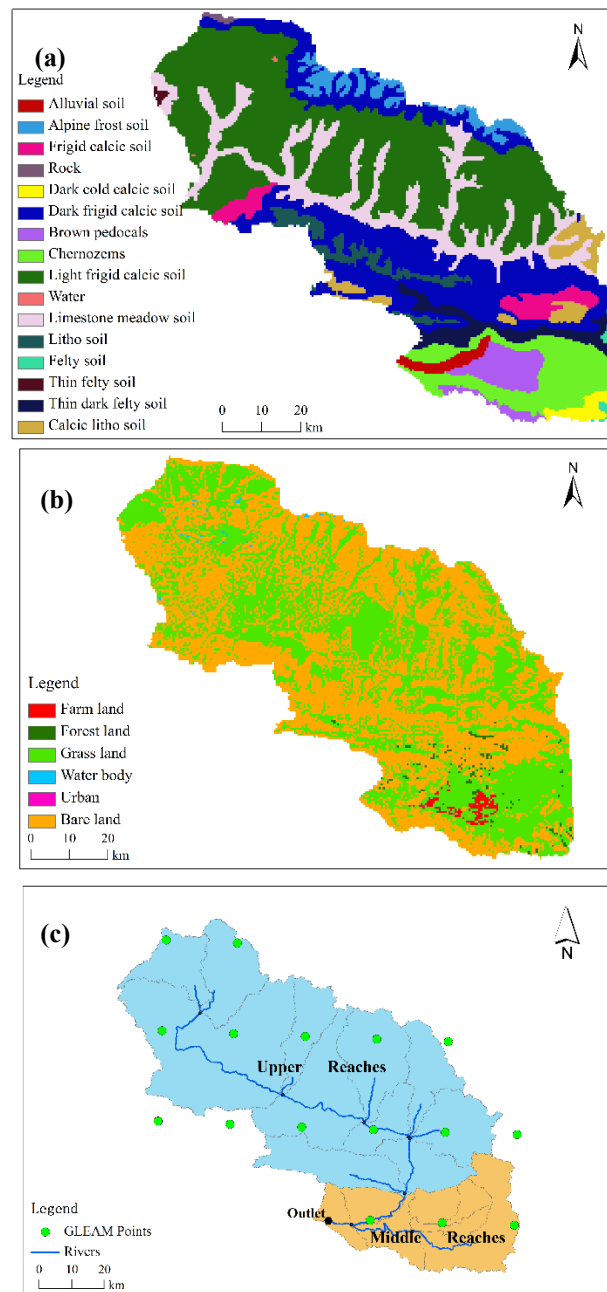 (a)
N
Legend
Alluvial soil
Alpine frost soil
Frigid calcic soil
Rock
Dark cold calcic soil
Dark frigid calcic soil
Brown pedocals
Chernozems
Light frigid calcic soil
Water
Limestone meadow soil
Litho soil
Felty soil
Thin felty soil
Thin dark felty soil
Calcic litho soil
0 10 20
km
(b)
N
Legend
Farm land
Forest land
Grass land
Water body
Urban
Bare land
0 10 20
km
(c)
N
Upper Reaches
Legend
GLEAM Points
Rivers
Outlet
Middle Reaches
0 10 20
km